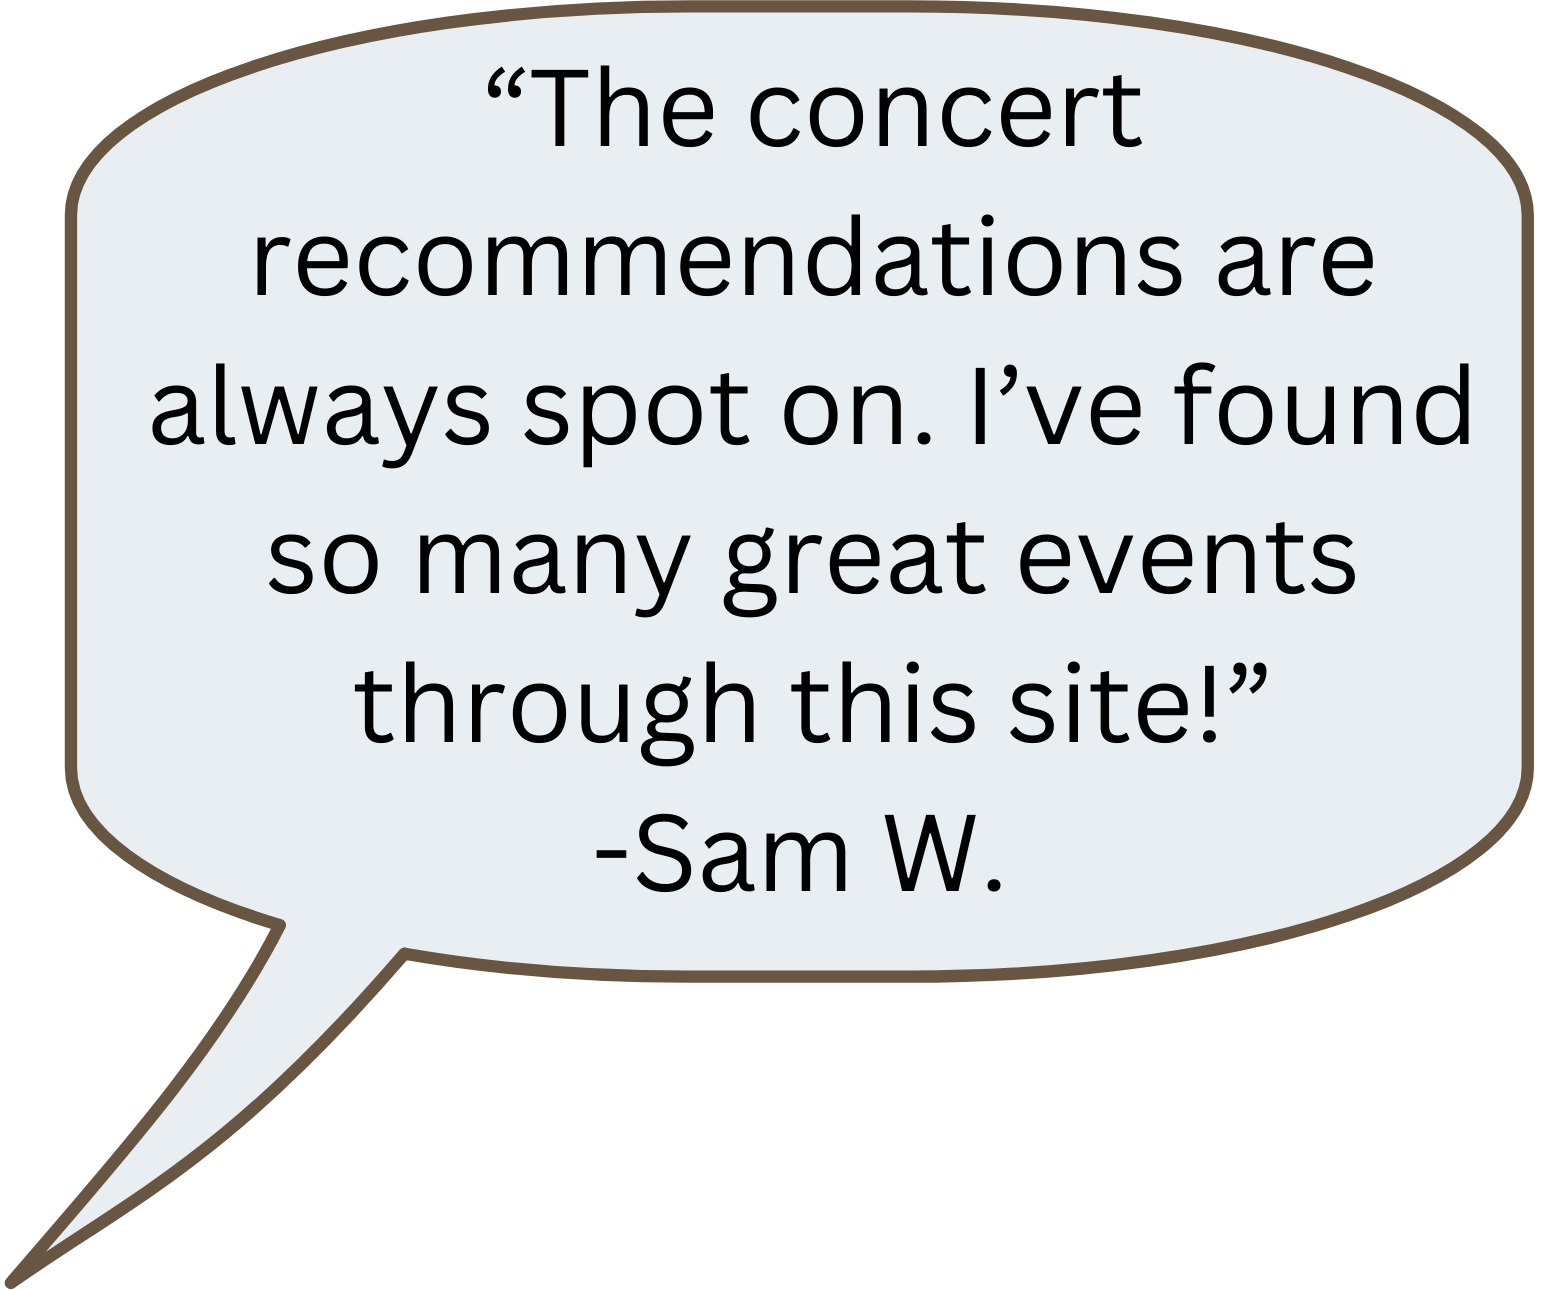 “The concert
recommendations are
always spot on. I’ve found
so many great events
through this site!”
-Sam W.